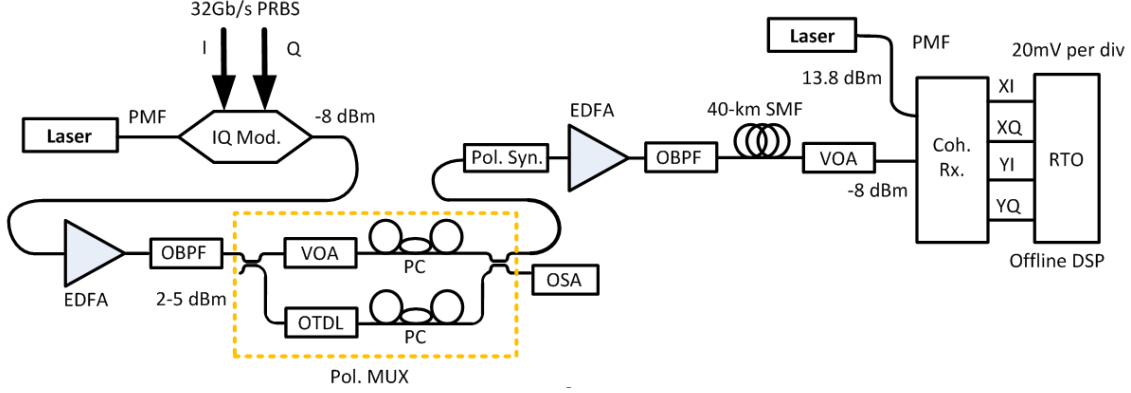 32Gb/s PRBS
I
Q
Laser
PMF
IQ Mod.
-8 dBm
EDFA
OBPF
2-5 dBm
VOA
PC
OTDL
PC
Pol. MUX
OSA
Pol. Syn.
EDFA
OBPF
40-km SMF
VOA
-8 dBm
Laser
PMF
13.8 dBm
Coh.
Rx.
XI
XQ
YI
YQ
20mV per div
RTO
Offline DSP